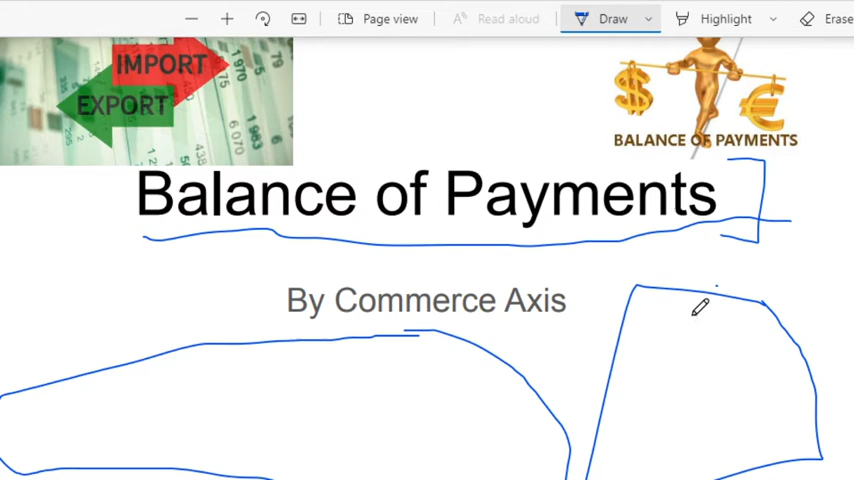 Page view
Read aloud
Draw
Highlight
Erase
IMPORT
EXPORT
$
€
BALANCE OF PAYMENTS
Balance of Payments
By Commerce Axis